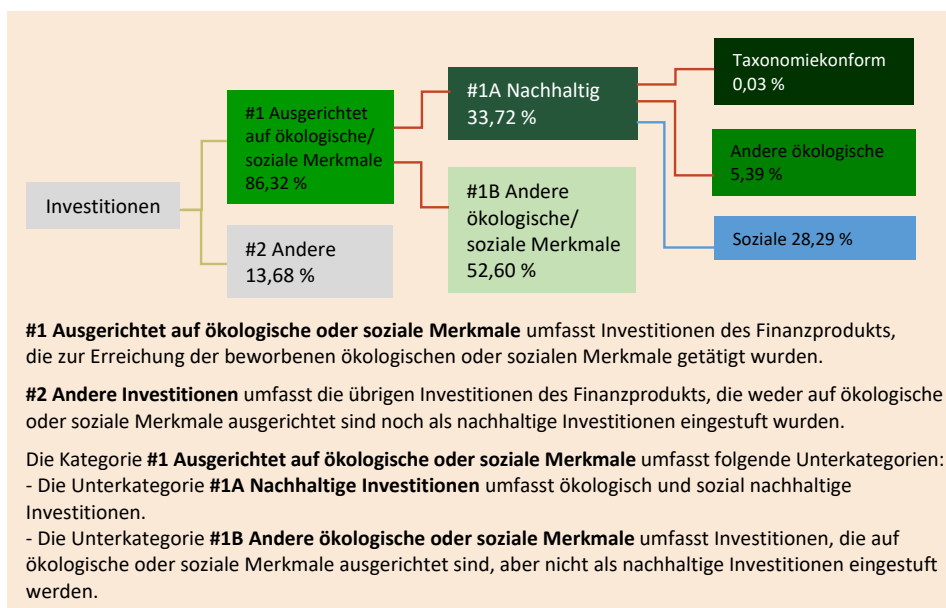 Investitionen
#1 Ausgerichtet
auf ökologische/
soziale Merkmale
86,32 %
#2 Andere
13,68 %
#1A Nachhaltig
33,72 %
#1B Andere
ökologische/
soziale Merkmale
52,60 %
Taxonomiekonform
0,03 %
Andere ökologische
5,39 %
Soziale 28,29 %
#1 Ausgerichtet auf ökologische oder soziale Merkmale umfasst Investitionen des Finanzprodukts,
die zur Erreichung der beworbenen ökologischen oder sozialen Merkmale getätigt wurden.
#2 Andere Investitionen umfasst die übrigen Investitionen des Finanzprodukts, die weder auf ökologische
oder soziale Merkmale ausgerichtet sind noch als nachhaltige Investitionen eingestuft wurden.
Die Kategorie #1 Ausgerichtet auf ökologische oder soziale Merkmale umfasst folgende Unterkategorien:
- Die Unterkategorie #1A Nachhaltige Investitionen umfasst ökologisch und sozial nachhaltige
Investitionen.
- Die Unterkategorie #1B Andere ökologische oder soziale Merkmale umfasst Investitionen, die auf
ökologische oder soziale Merkmale ausgerichtet sind, aber nicht als nachhaltige Investitionen eingestuft
werden.